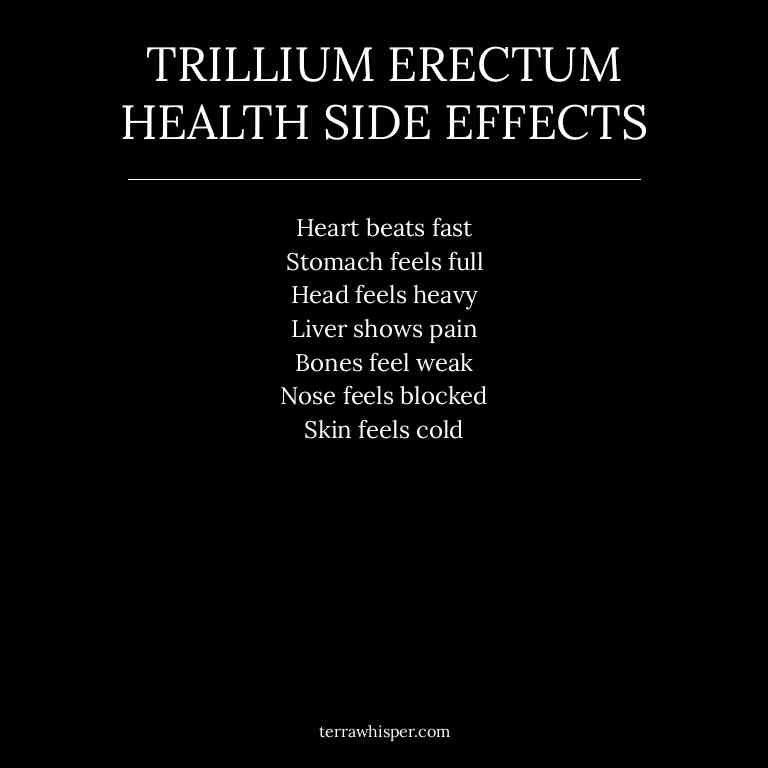 TRILLIUM ERECTUM
HEALTH SIDE EFFECTS
Heart beats fast
Stomach feels full
Head feels heavy
Liver shows pain
Bones feel weak
Nose feels blocked
Skin feels cold
terrawhisper.com